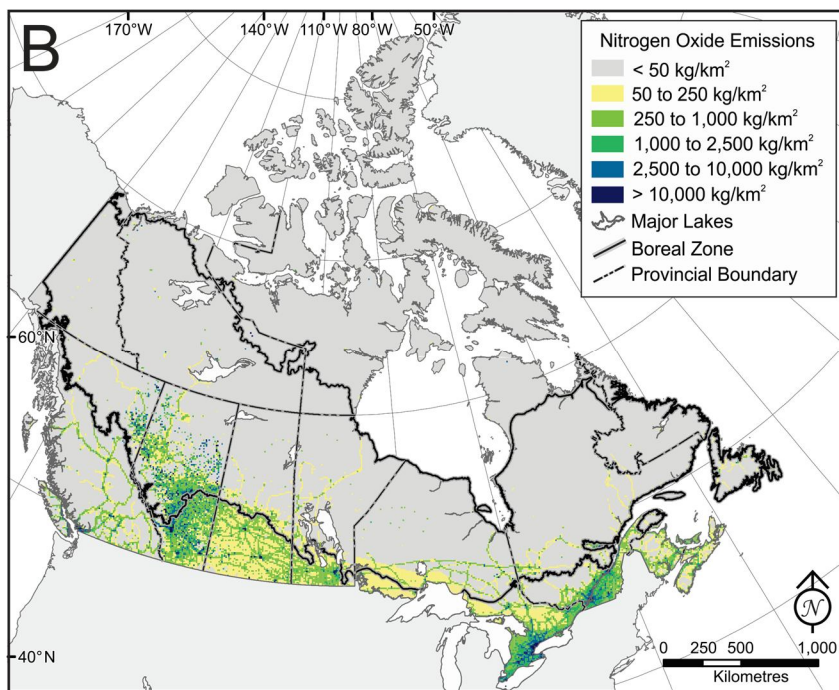 B
170°W
140°W
110°W
80°W
50°W
Nitrogen Oxide Emissions
< 50 kg/km²
50 to 250 kg/km²
250 to 1,000 kg/km²
1,000 to 2,500 kg/km²
2,500 to 10,000 kg/km²
> 10,000 kg/km²
Major Lakes
Boreal Zone
Provincial Boundary
60°N
40°N
N
0 250 500 1,000
Kilometres